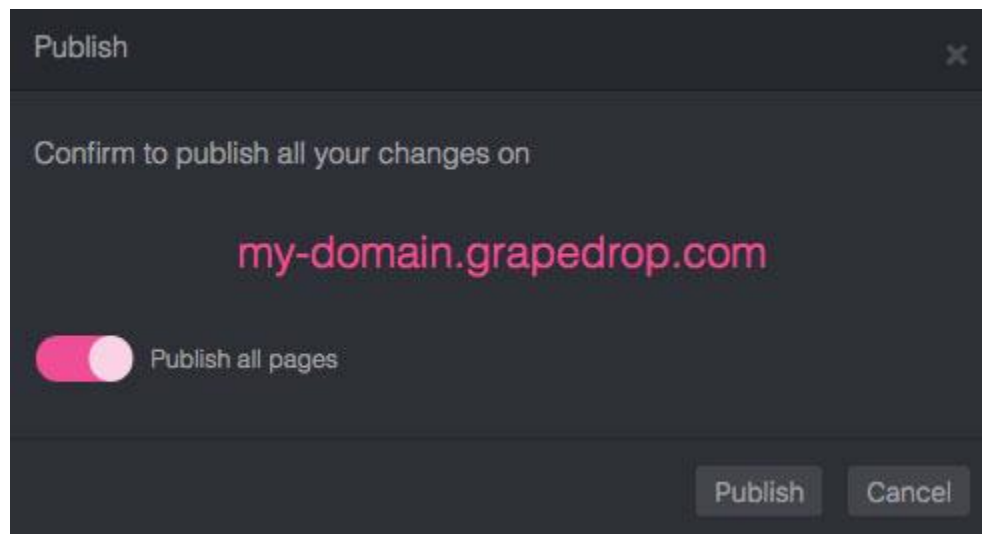 Publish
Confirm to publish all your changes on
my-domain.grapedrop.com
Publish all pages
Publish Cancel